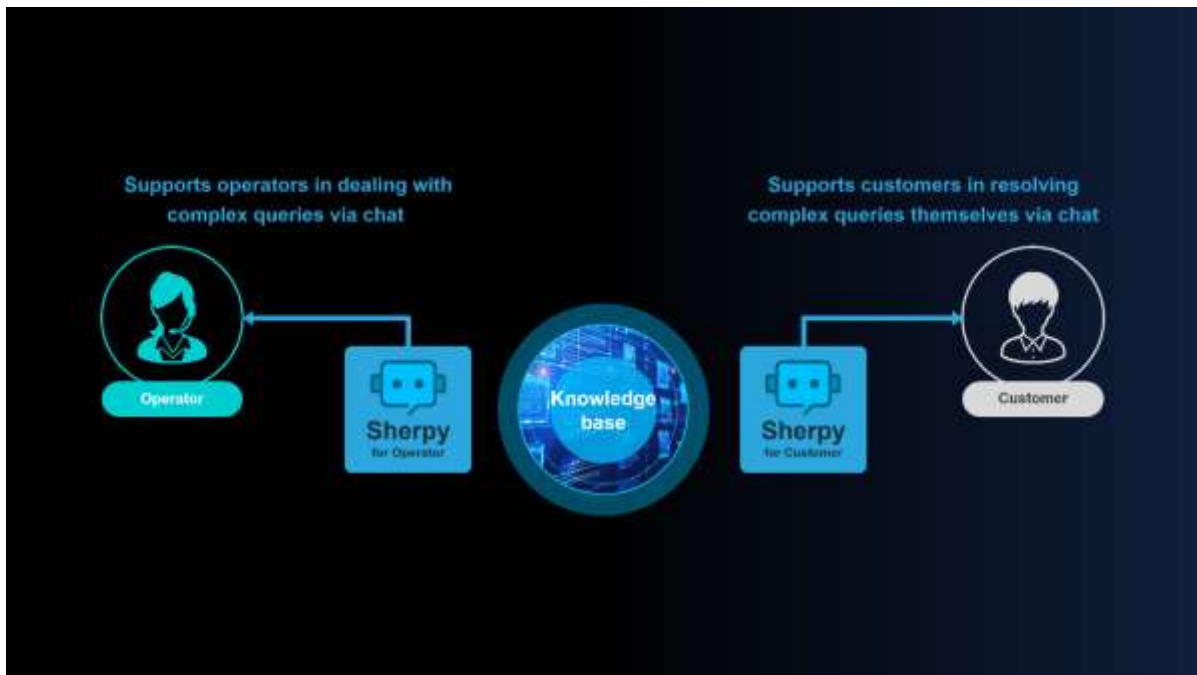 Supports operators in dealing with
complex queries via chat
Supports customers in resolving
complex queries themselves via chat
Operator
Sherpy
for Operator
Knowledge
base
Sherpy
for Customer
Customer